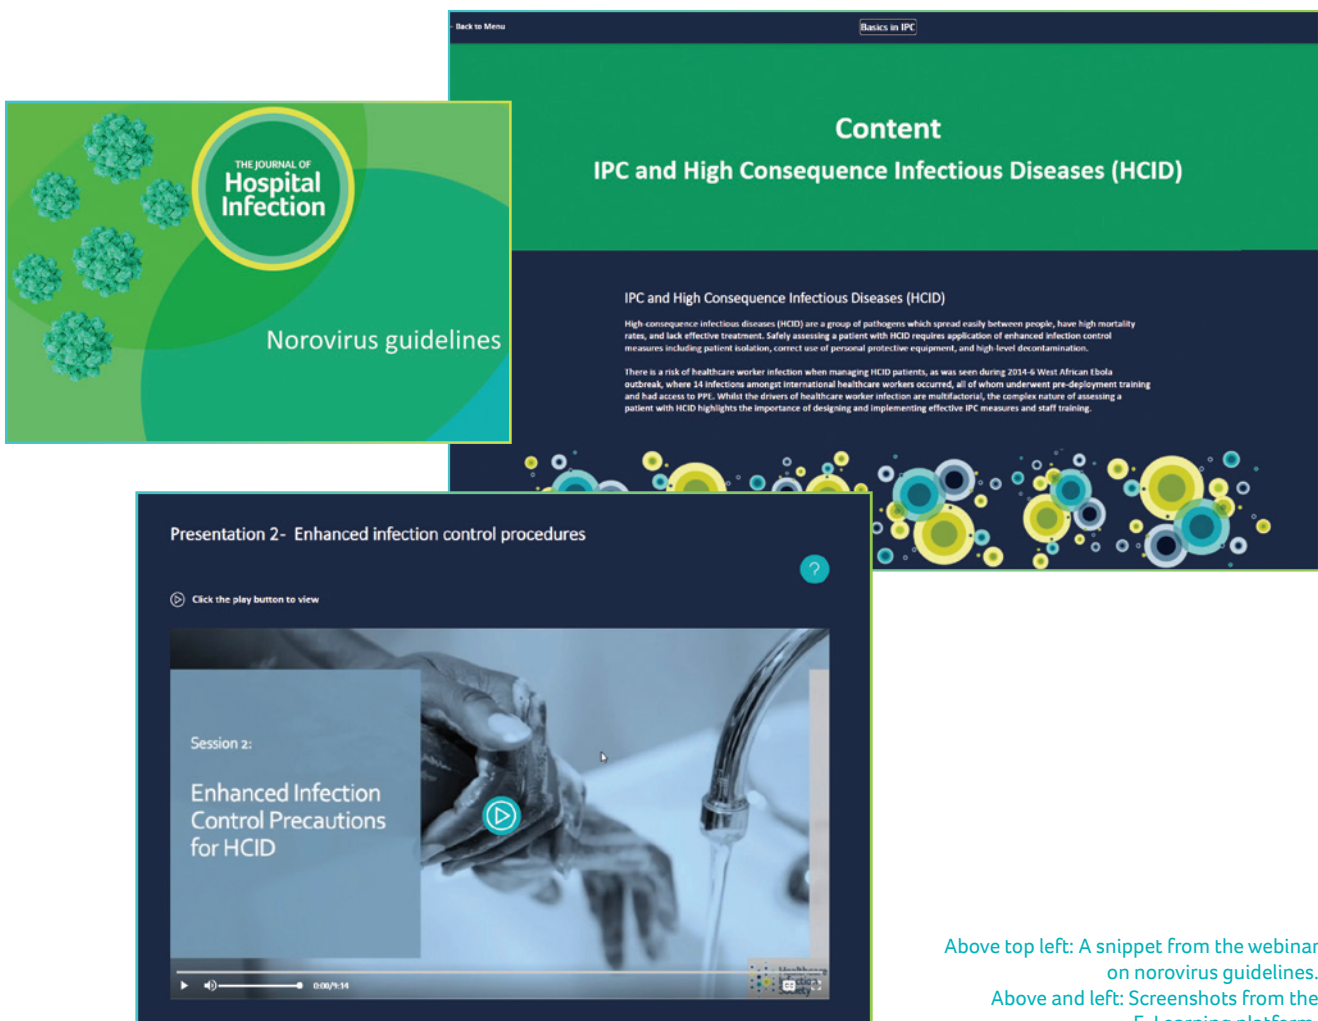 Back to Menu
Basics in IPC
Content
IPC and High Consequence Infectious Diseases (HCID)
THE JOURNAL OF
Hospital
Infection
Norovirus guidelines
IPC and High Consequence Infectious Diseases (HCID)
High-consequence infectious diseases (HCID) are a group of pathogens which spread easily between people, have high mortality
rates, and lack effective treatment. Safely assessing a patient with HCID requires application of enhanced infection control
measures including patient isolation, correct use of personal protective equipment, and high-level decontamination.
There is a risk of healthcare worker infection when managing HCID patients, as was seen during 2014-6 West African Ebola
outbreak, where 14 infections amongst international healthcare workers occurred, all of whom underwent pre-deployment training
and had access to PPE. Whilst the drivers of healthcare worker infection are multifactorial, the complex nature of assessing a
patient with HCID highlights the importance of designing and implementing effective IPC measures and staff training.
Presentation 2- Enhanced infection control procedures
?
Click the play button to view
Session 2:
Enhanced Infection
Control Precautions
for HCID
0:00/9:14
Healthcare
Infection
Society
Above top left: A snippet from the webinar
on norovirus guidelines.
Above and left: Screenshots from the
E-Learning platform